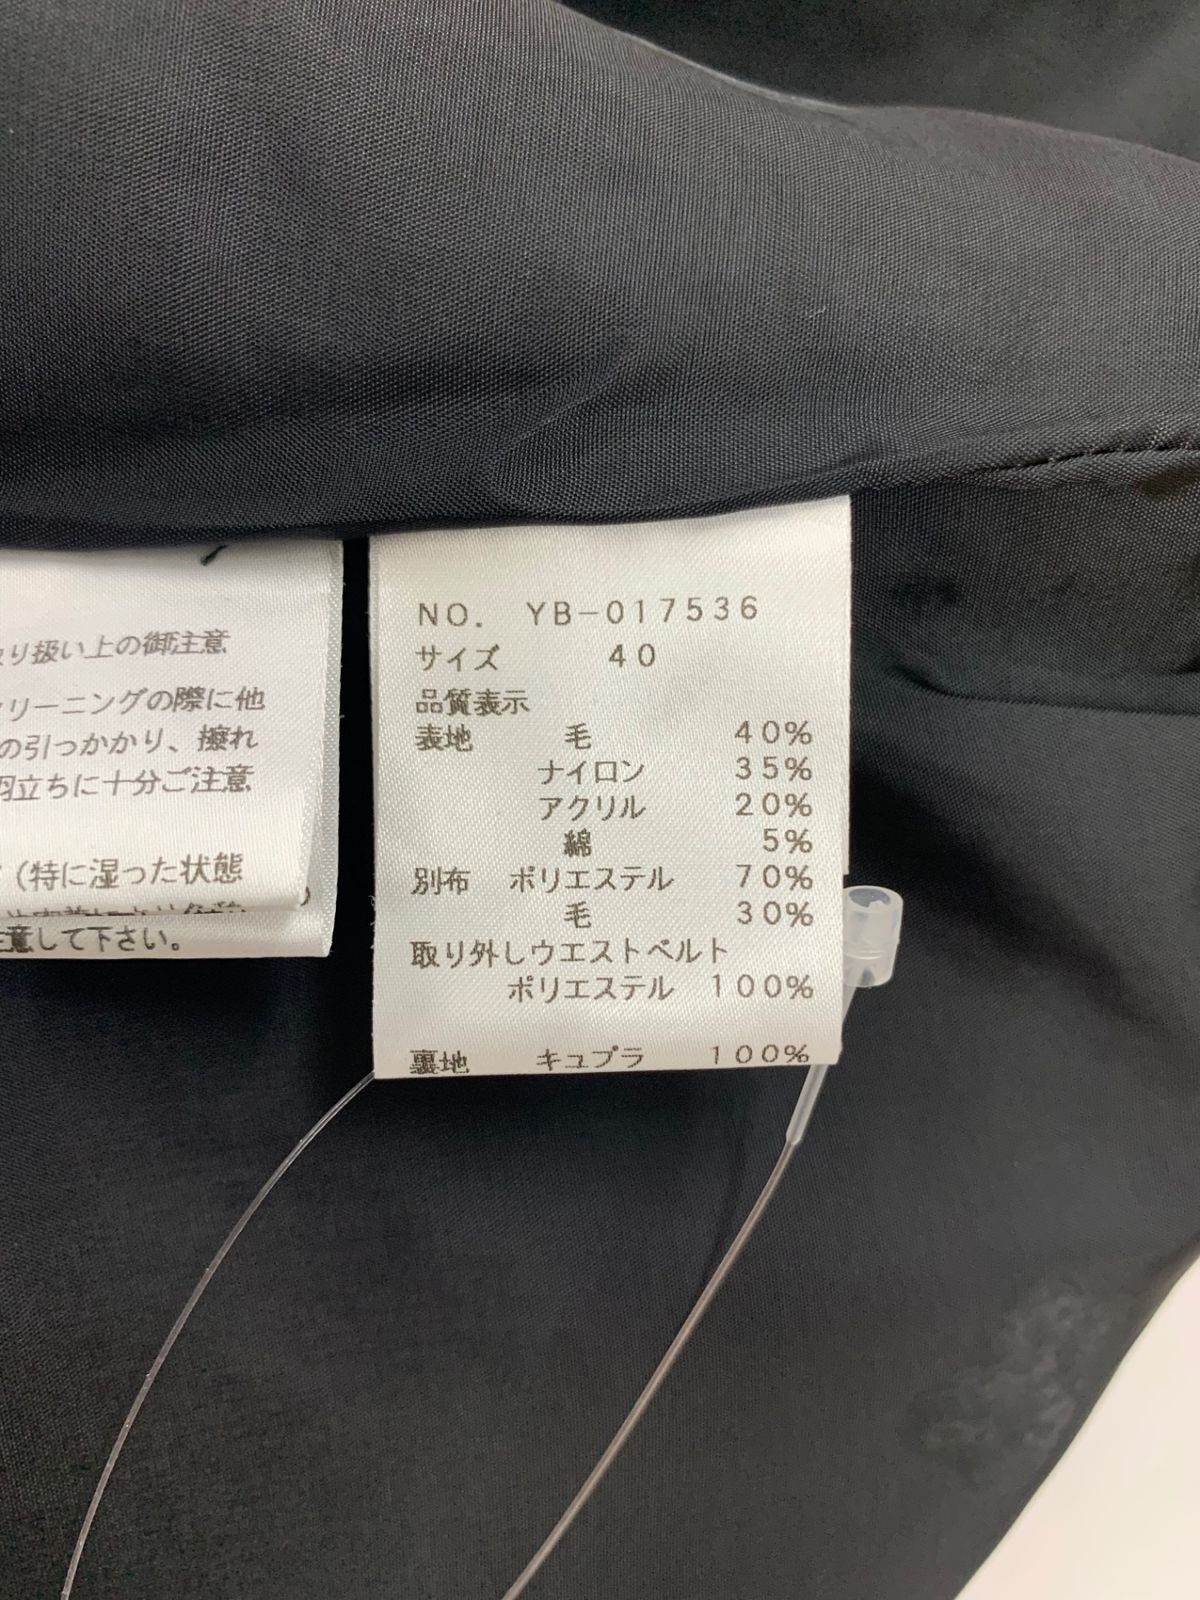 り扱い上の御注意
リーニングの際に他
の引っかかり、擦れ
羽立ちに十分ご注意
（特に湿った状態
注意して下さい。
NO. YB-017536
サイズ 40
品質表示
表地 毛 40%
ナイロン 35%
アクリル 20%
綿 5%
別布 ポリエステル 70%
毛 30%
取り外しウエストベルト
ポリエステル 100%
裏地 キュプラ 100%